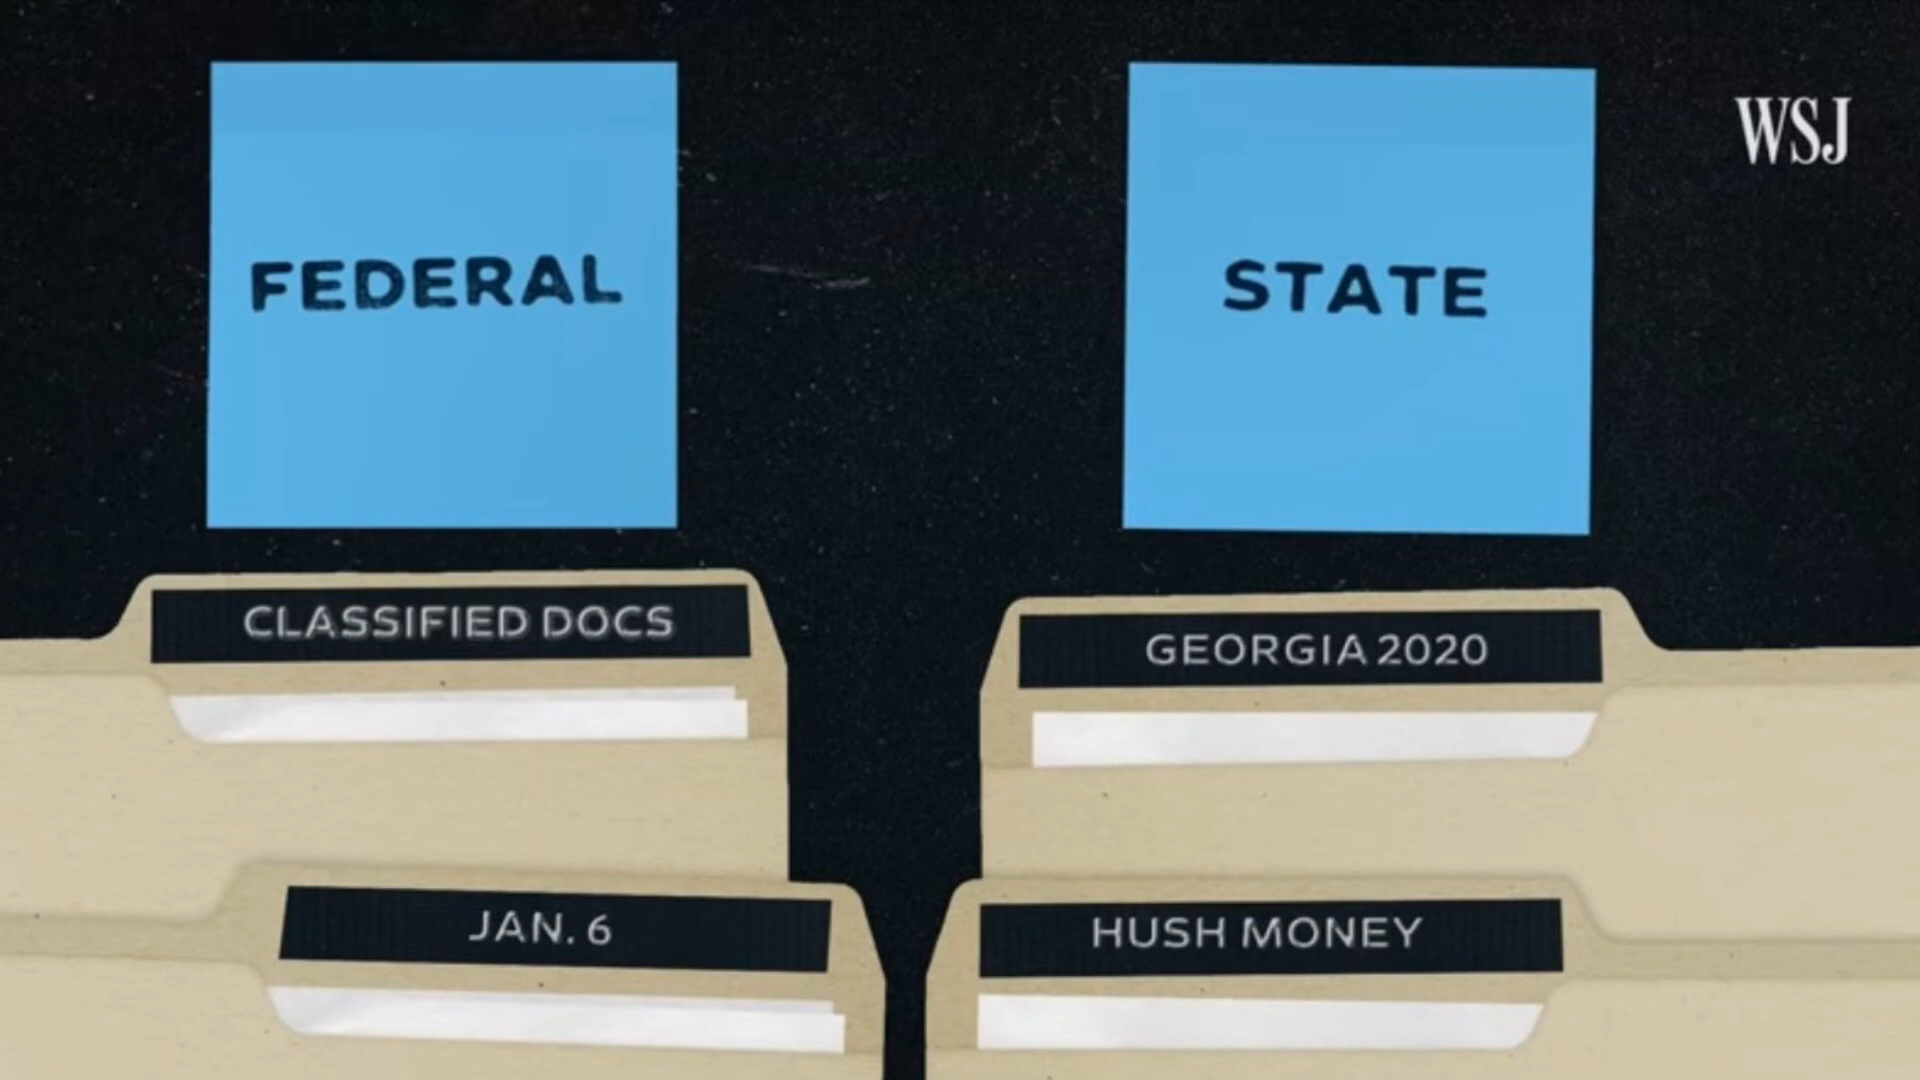 FEDERAL
STATE
WSJ
CLASSIFIED DOCS
GEORGIA 2020
JAN. 6
HUSH MONEY